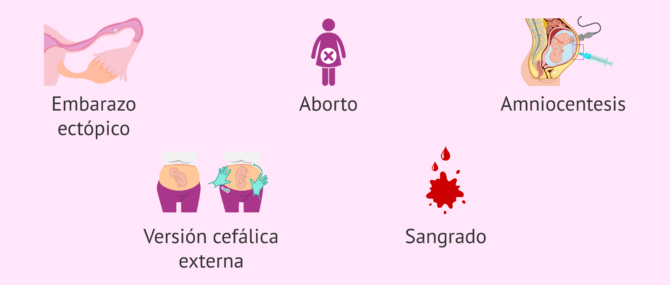 Embarazo
ectópico
Aborto
Amniocentesis
Versión cefálica
externa
Sangrado